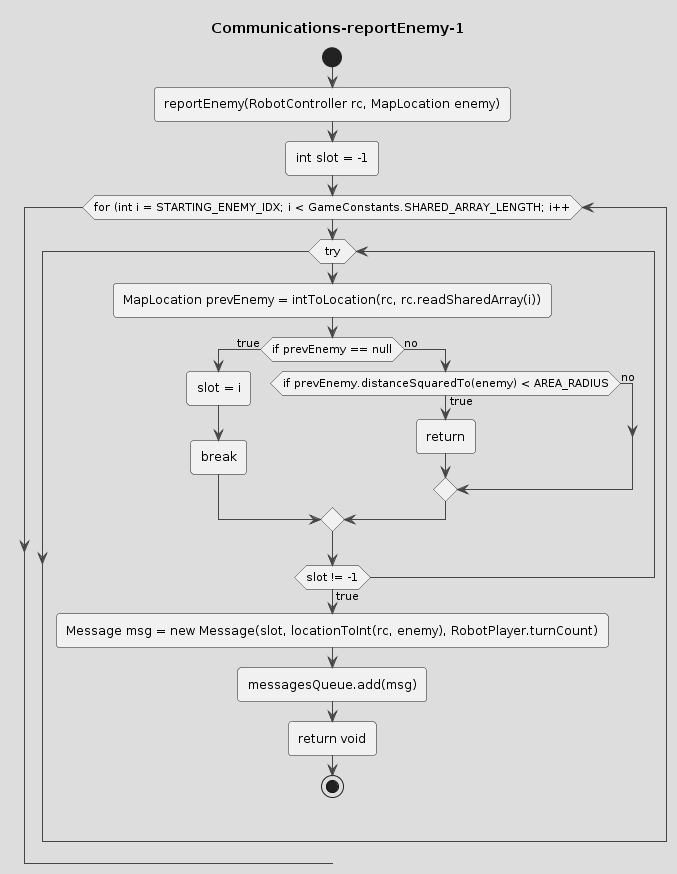 Communications-reportEnemy-1
reportEnemy(RobotController rc, MapLocation enemy)
int slot = -1
for (int i = STARTING_ENEMY_IDX; i < GameConstants.SHARED_ARRAY_LENGTH; i++
try
MapLocation prevEnemy = intToLocation(rc, rc.readSharedArray(i))
true
if prevEnemy == null
no
slot = i
break
if prevEnemy.distanceSquaredTo(enemy) < AREA_RADIUS
no
true
return
slot != -1
true
Message msg = new Message(slot, locationToInt(rc, enemy), RobotPlayer.turnCount)
messagesQueue.add(msg)
return void